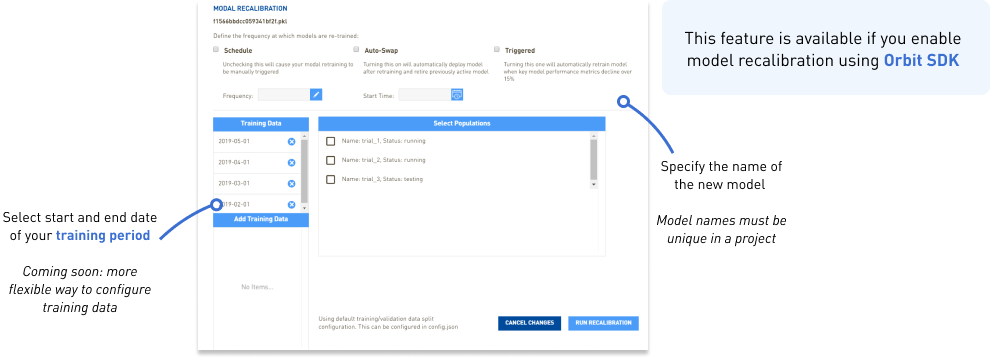 MODAL RECALIBRATION
f1566bbdcc059341bf2f.pkl
Define the frequency at which models are re-trained:
Schedule
Unchecking this will cause your modal retraining to
be manually triggered
Auto-Swap
Turning this on will automatically deploy model
after retraining and retire previously active model
Triggered
Turning this one will automatically retrain model
when key model performance metrics decline over
15%
Frequency:
Start Time:
Training Data
2019-05-01
2019-04-01
2019-03-01
2019-02-01
Add Training Data
No Items...
Select Populations
Name: trial_1, Status: running
Name: trial_2, Status: running
Name: trial_3, Status: testing
Using default training/validation data split
configuration. This can be configured in config.json
CANCEL CHANGES
RUN RECALIBRATION
This feature is available if you enable
model recalibration using Orbit SDK
Specify the name of
the new model
Model names must be
unique in a project
Select start and end date
of your training period
Coming soon: more
flexible way to configure
training data